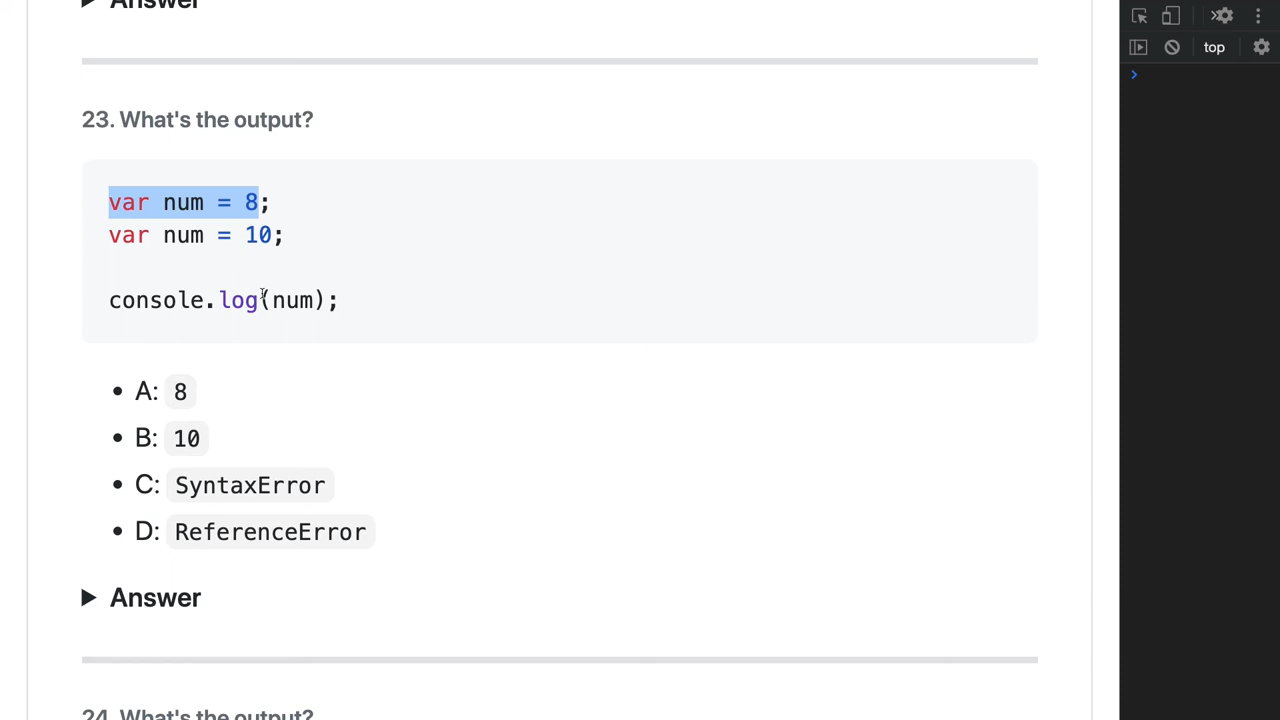 Answer
top
23. What's the output?
var num = 8;
var num = 10;
console.log(num);
A: 8
B: 10
C: SyntaxError
D: ReferenceError
Answer
24. What's the output?